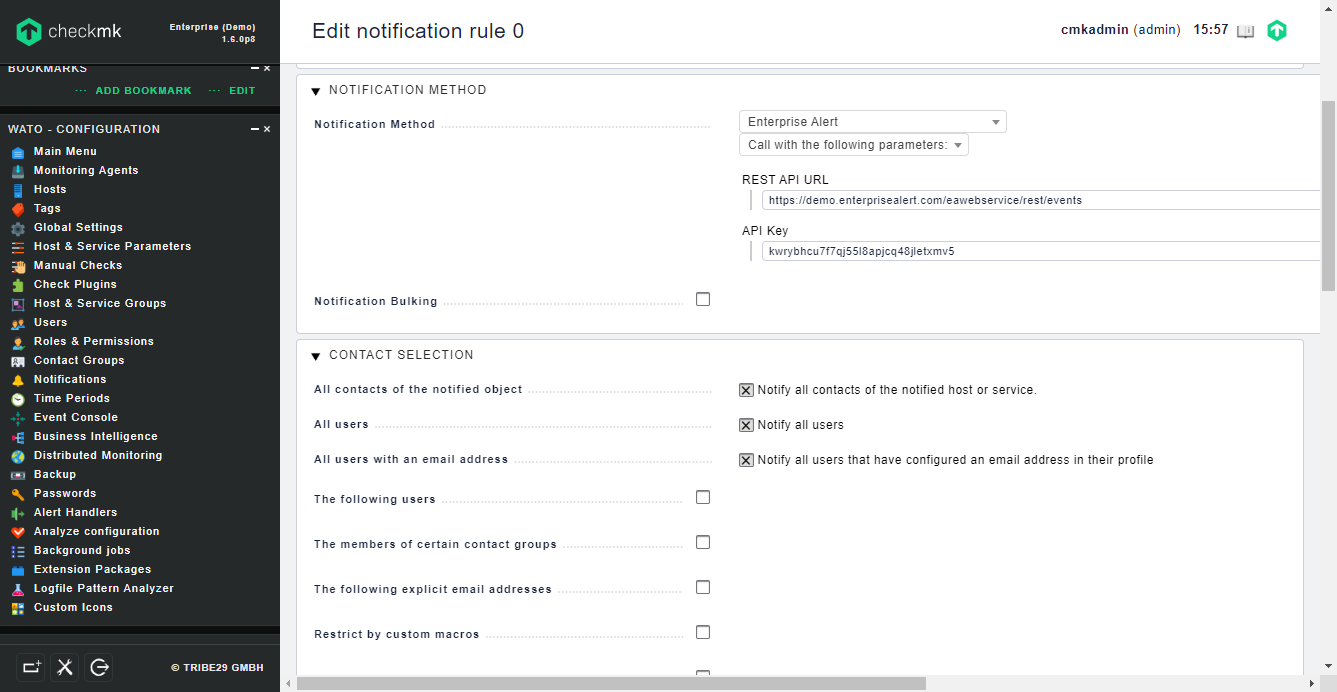 checkmk
Enterprise (Demo)
1.6.0p8
BOOKMARKS
ADD BOOKMARK
EDIT
WATO - CONFIGURATION
Main Menu
Monitoring Agents
Hosts
Tags
Global Settings
Host & Service Parameters
Manual Checks
Check Plugins
Host & Service Groups
Users
Roles & Permissions
Contact Groups
Notifications
Time Periods
Event Console
Business Intelligence
Distributed Monitoring
Backup
Passwords
Alert Handlers
Analyze configuration
Background jobs
Extension Packages
Logfile Pattern Analyzer
Custom Icons
© TRIBE29 GMBH
Edit notification rule 0
cmkadmin (admin) 15:57
NOTIFICATION METHOD
Notification Method
Enterprise Alert
Call with the following parameters:
REST API URL
https://demo.enterprisealert.com/eawebservice/rest/events
API Key
kwrybhcu7f7qj55l8apjcq48jletxmv5
Notification Bulking
CONTACT SELECTION
All contacts of the notified object
Notify all contacts of the notified host or service.
All users
Notify all users
All users with an email address
Notify all users that have configured an email address in their profile
The following users
The members of certain contact groups
The following explicit email addresses
Restrict by custom macros